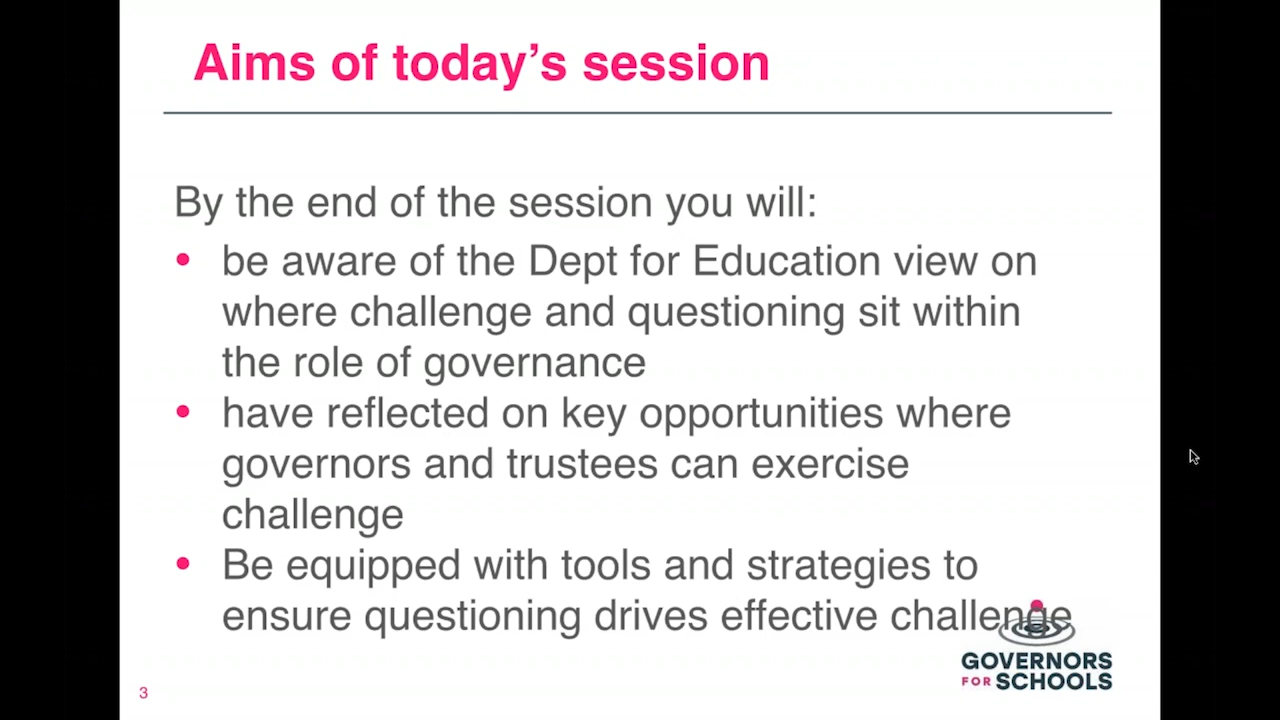 Aims of today's session
By the end of the session you will:
• be aware of the Dept for Education view on
where challenge and questioning sit within
the role of governance
• have reflected on key opportunities where
governors and trustees can exercise
challenge
• Be equipped with tools and strategies to
ensure questioning drives effective challenge
GOVERNORS
FOR SCHOOLS
3